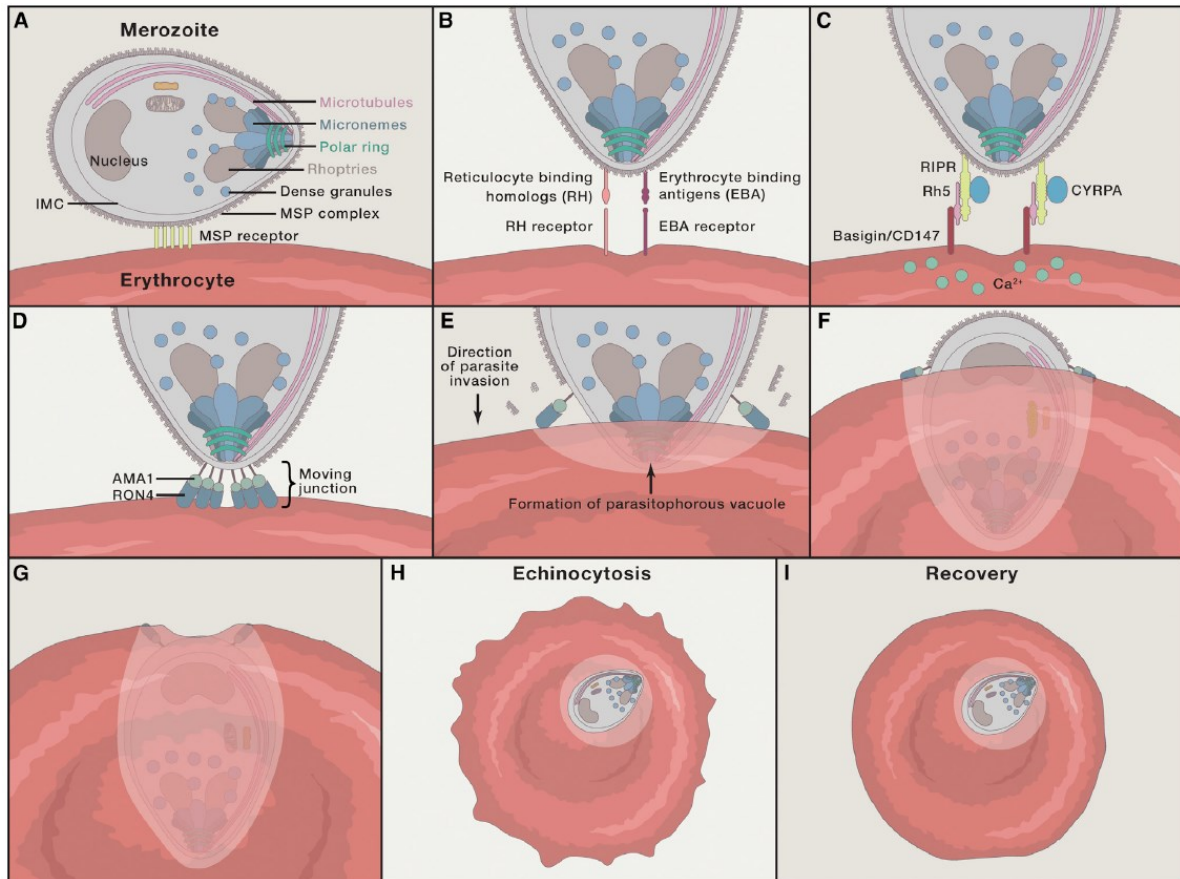 A
Merozoite
Microtubules
Micronemes
Polar ring
Nucleus
Rhoptries
Dense granules
IMC
MSP complex
MSP receptor
Erythrocyte
B
Reticulocyte binding
homologs (RH)
Erythrocyte binding
antigens (EBA)
RH receptor
EBA receptor
C
RIPR
Rh5
CYRPA
Basigin/CD147
Ca²⁺
D
AMA1
RON4
Moving
junction
E
Direction
of parasite
invasion
Formation of parasitophorous vacuole
F
G
H
Echinocytosis
I
Recovery